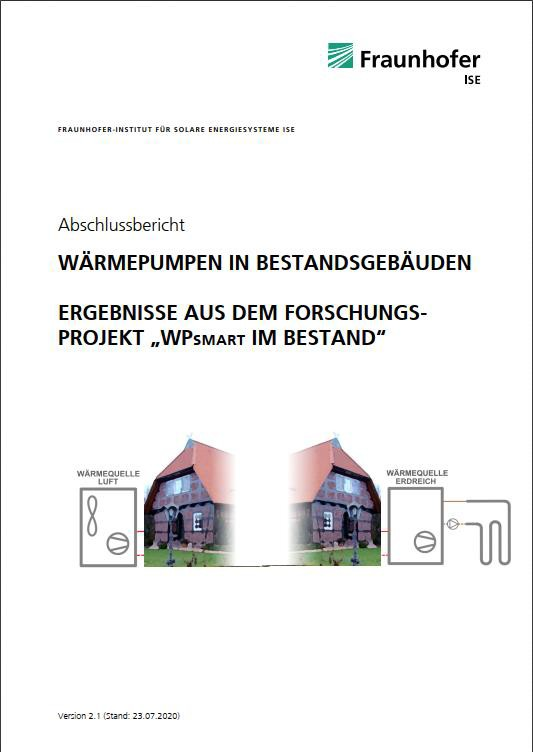 Fraunhofer
ISE
FRAUNHOFER-INSTITUT FÜR SOLARE ENERGIESYSTEME ISE
Abschlussbericht
WÄRMEPUMPEN IN BESTANDSGEBÄUDEN
ERGEBNISSE AUS DEM FORSCHUNGS-
PROJEKT „WPSMART IM BESTAND“
WÄRMEQUELLE
LUFT
WÄRMEQUELLE
ERDREICH
Version 2.1 (Stand: 23.07.2020)